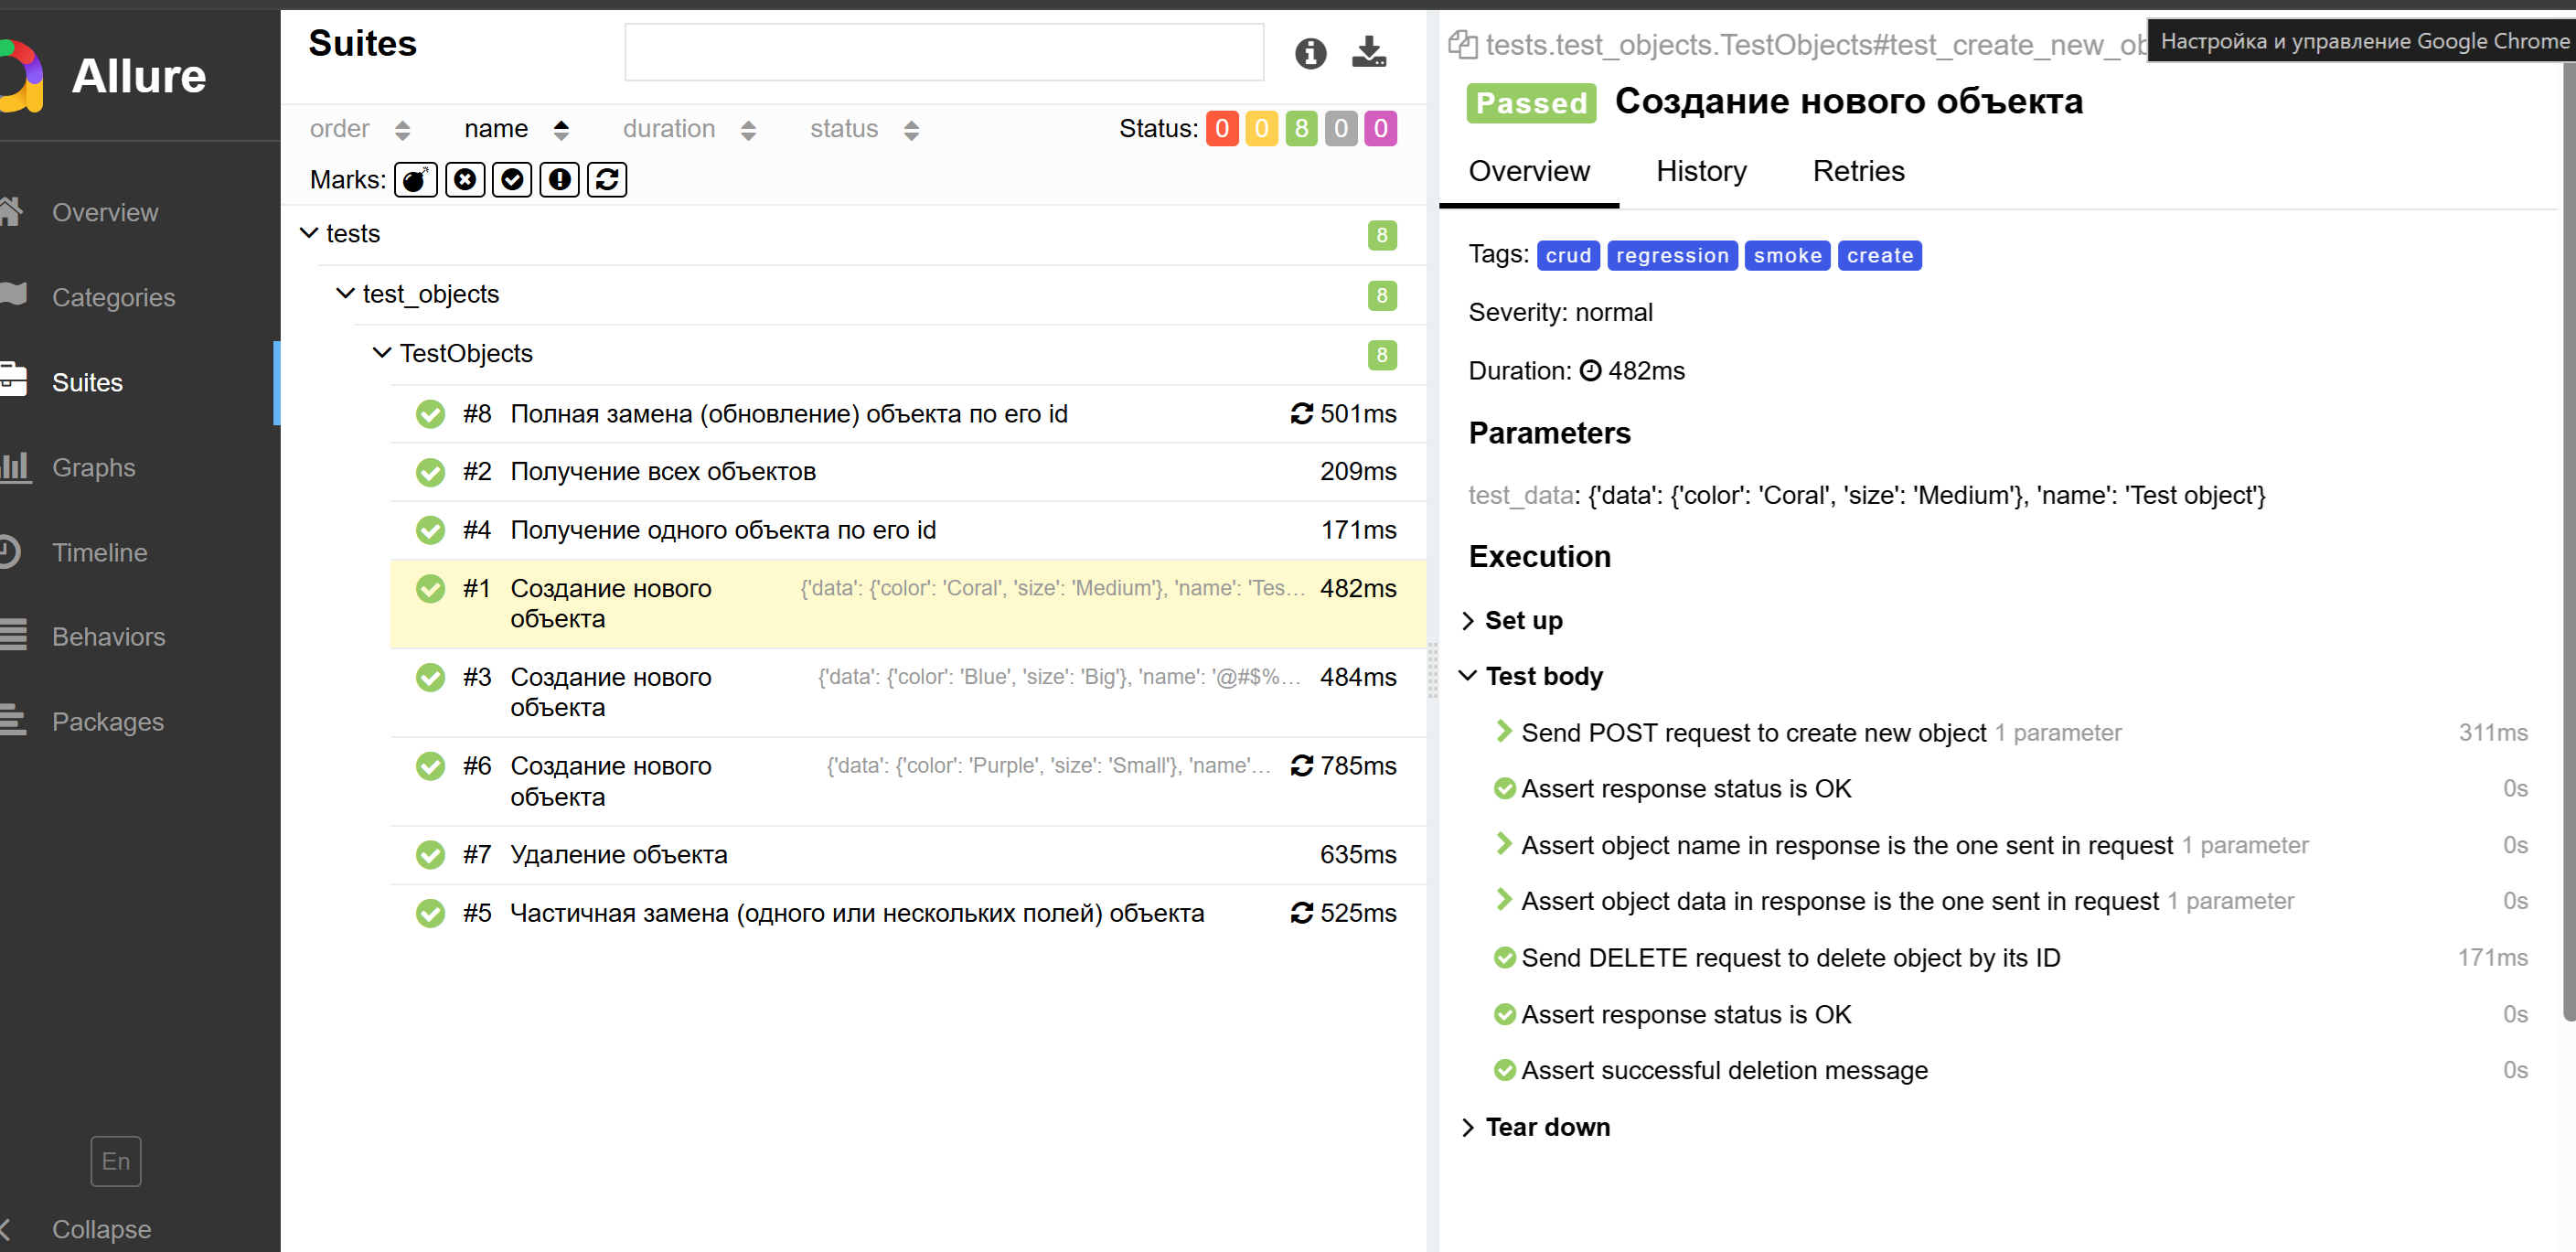 Allure
Overview
Categories
Suites
Graphs
Timeline
Behaviors
Packages
En
Collapse
Suites
order name duration status Status: 0 0 8 0 0
Marks:
tests 8
test_objects 8
TestObjects 8
#8 Полная замена (обновление) объекта по его id 501ms
#2 Получение всех объектов 209ms
#4 Получение одного объекта по его id 171ms
#1 Создание нового объекта {'data': {'color': 'Coral', 'size': 'Medium'}, 'name': 'Tes… 482ms
#3 Создание нового объекта {'data': {'color': 'Blue', 'size': 'Big'}, 'name': '@#$%… 484ms
#6 Создание нового объекта {'data': {'color': 'Purple', 'size': 'Small'}, 'name'… 785ms
#7 Удаление объекта 635ms
#5 Частичная замена (одного или нескольких полей) объекта 525ms
tests.test_objects.TestObjects#test_create_new_ob
Настройка и управление Google Chrome
Passed Создание нового объекта
Overview History Retries
Tags: crud regression smoke create
Severity: normal
Duration: 482ms
Parameters
test_data: {'data': {'color': 'Coral', 'size': 'Medium'}, 'name': 'Test object'}
Execution
Set up
Test body
Send POST request to create new object 1 parameter 311ms
Assert response status is OK 0s
Assert object name in response is the one sent in request 1 parameter 0s
Assert object data in response is the one sent in request 1 parameter 0s
Send DELETE request to delete object by its ID 171ms
Assert response status is OK 0s
Assert successful deletion message 0s
Tear down